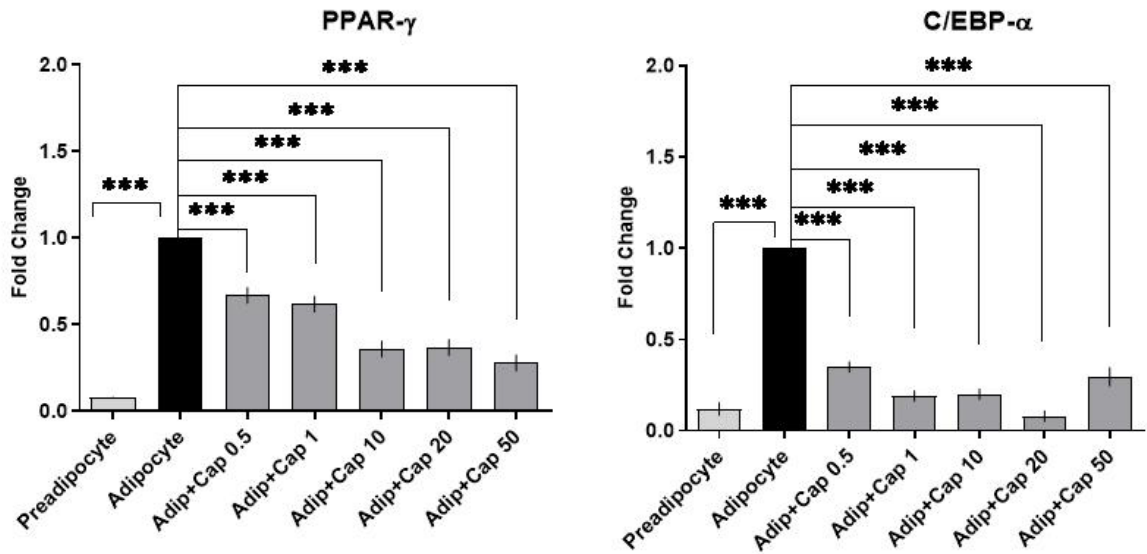 PPAR-γ
Fold Change
2.0
1.5
1.0
0.5
0.0
***
***
***
***
***
***
Preadipocyte
Adipocyte
Adip+Cap 0.5
Adip+Cap 1
Adip+Cap 10
Adip+Cap 20
Adip+Cap 50
C/EBP-α
Fold Change
2.0
1.5
1.0
0.5
0.0
***
***
***
***
***
***
Preadipocyte
Adipocyte
Adip+Cap 0.5
Adip+Cap 1
Adip+Cap 10
Adip+Cap 20
Adip+Cap 50